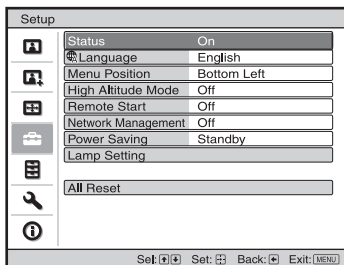 Setup
Status On
Language English
Menu Position Bottom Left
High Altitude Mode Off
Remote Start Off
Network Management Off
Power Saving Standby
Lamp Setting
All Reset
Sel: Set: Back: Exit: MENU